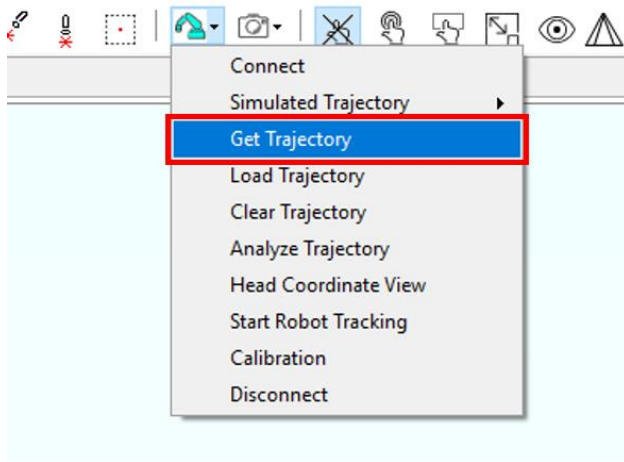 Connect
Simulated Trajectory
Get Trajectory
Load Trajectory
Clear Trajectory
Analyze Trajectory
Head Coordinate View
Start Robot Tracking
Calibration
Disconnect